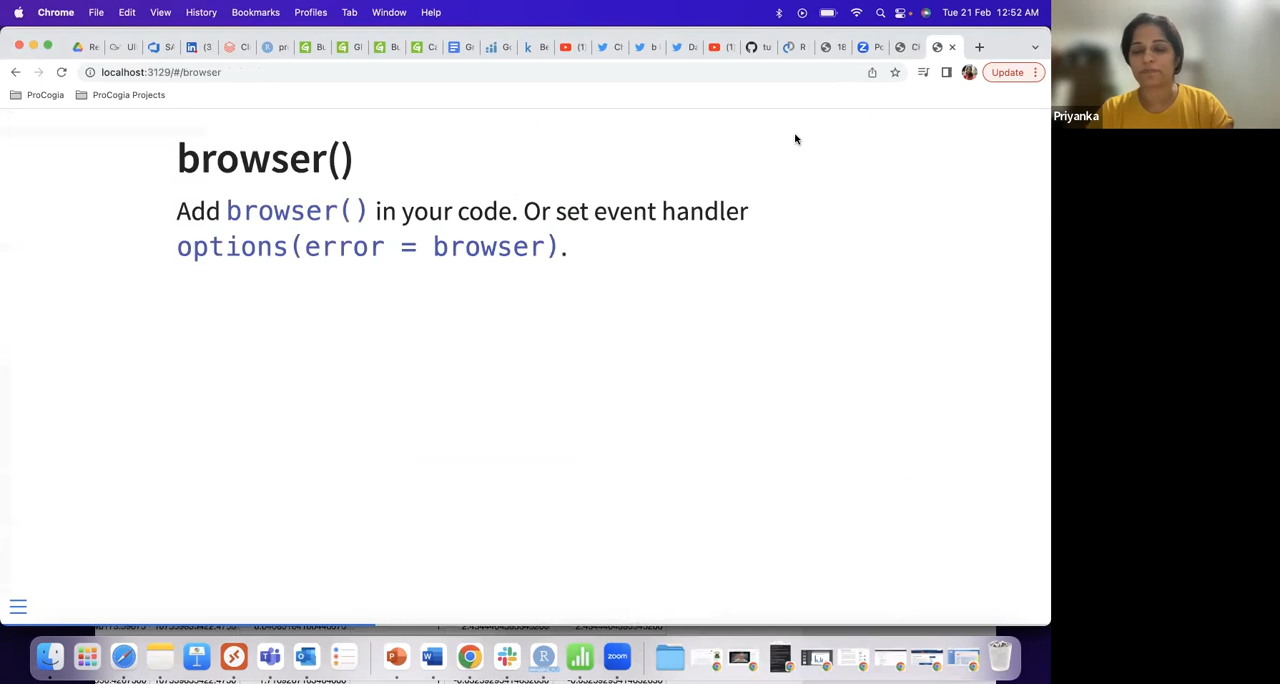 Chrome File Edit View History Bookmarks Profiles Tab Window Help Tue 21 Feb 12:52 AM
localhost:3129/#/browser Update
ProCogia ProCogia Projects
browser()
Add browser() in your code. Or set event handler
options(error = browser).
Priyanka
zoom